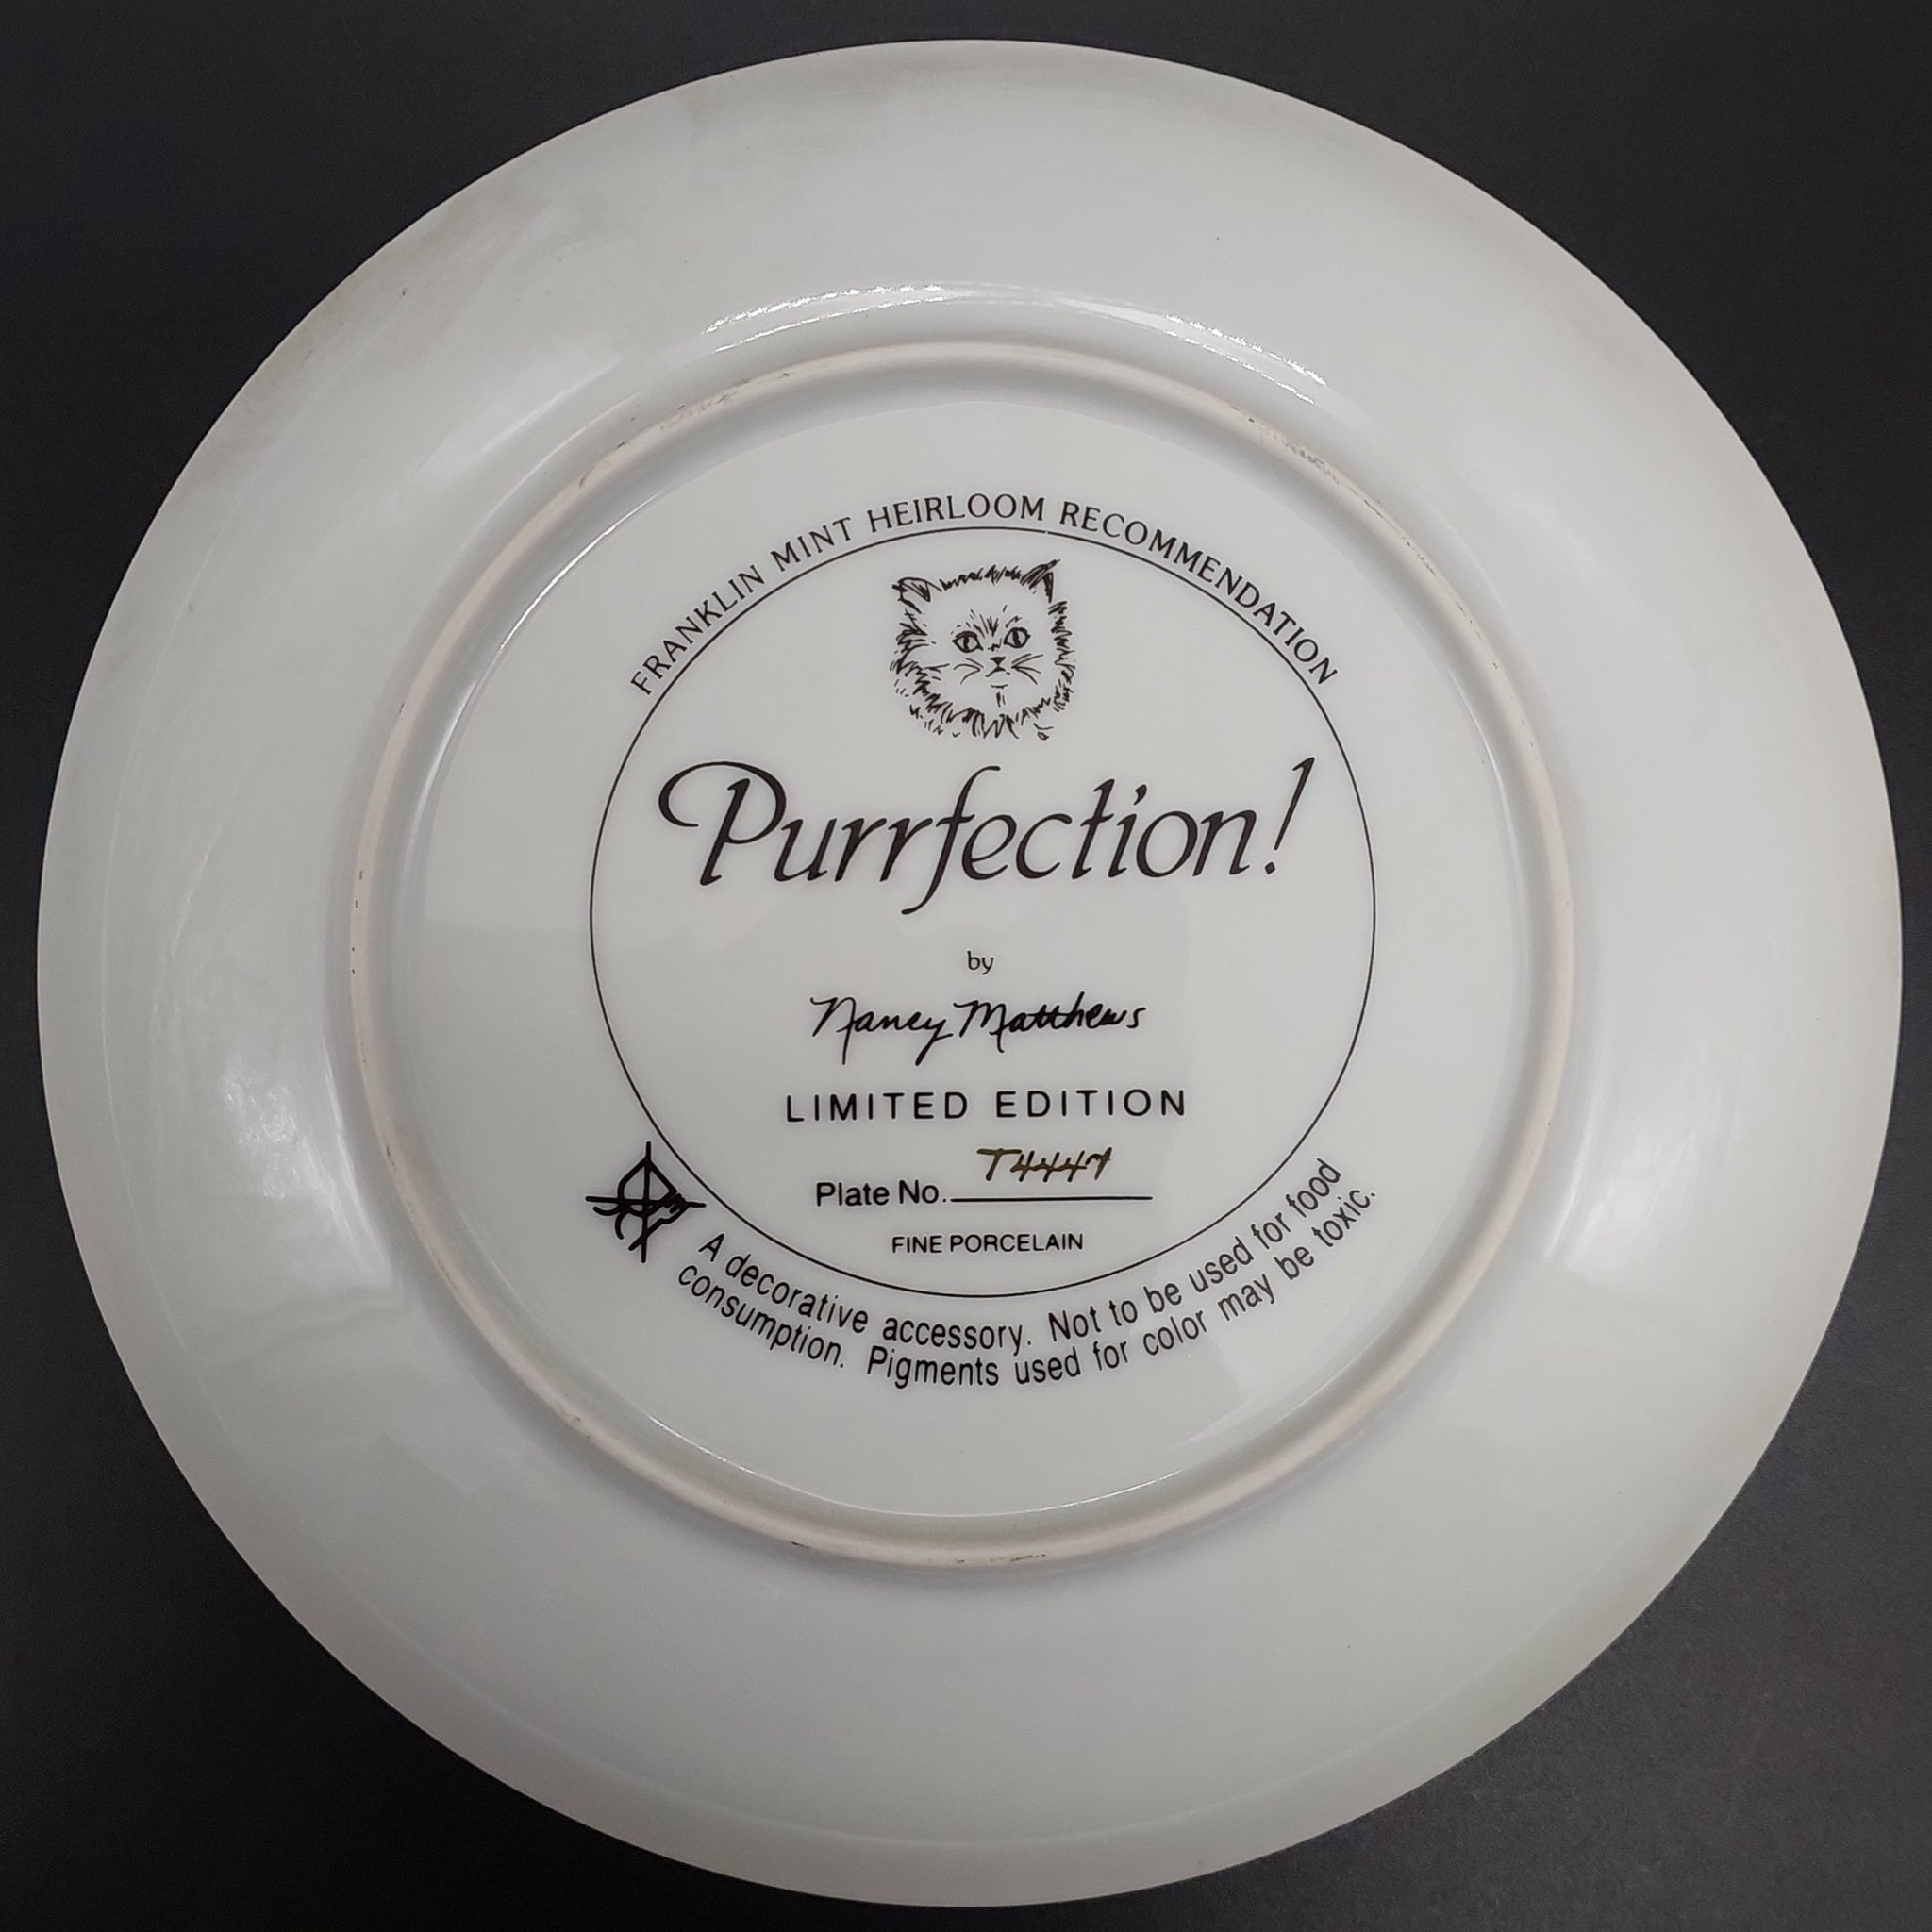 FRANKLIN MINT HEIRLOOM RECOMMENDATION
Purrfection!
by
Nancy Matthews
LIMITED EDITION
Plate No. T4447
FINE PORCELAIN
A decorative accessory. Not to be used for food
consumption. Pigments used for color may be toxic.